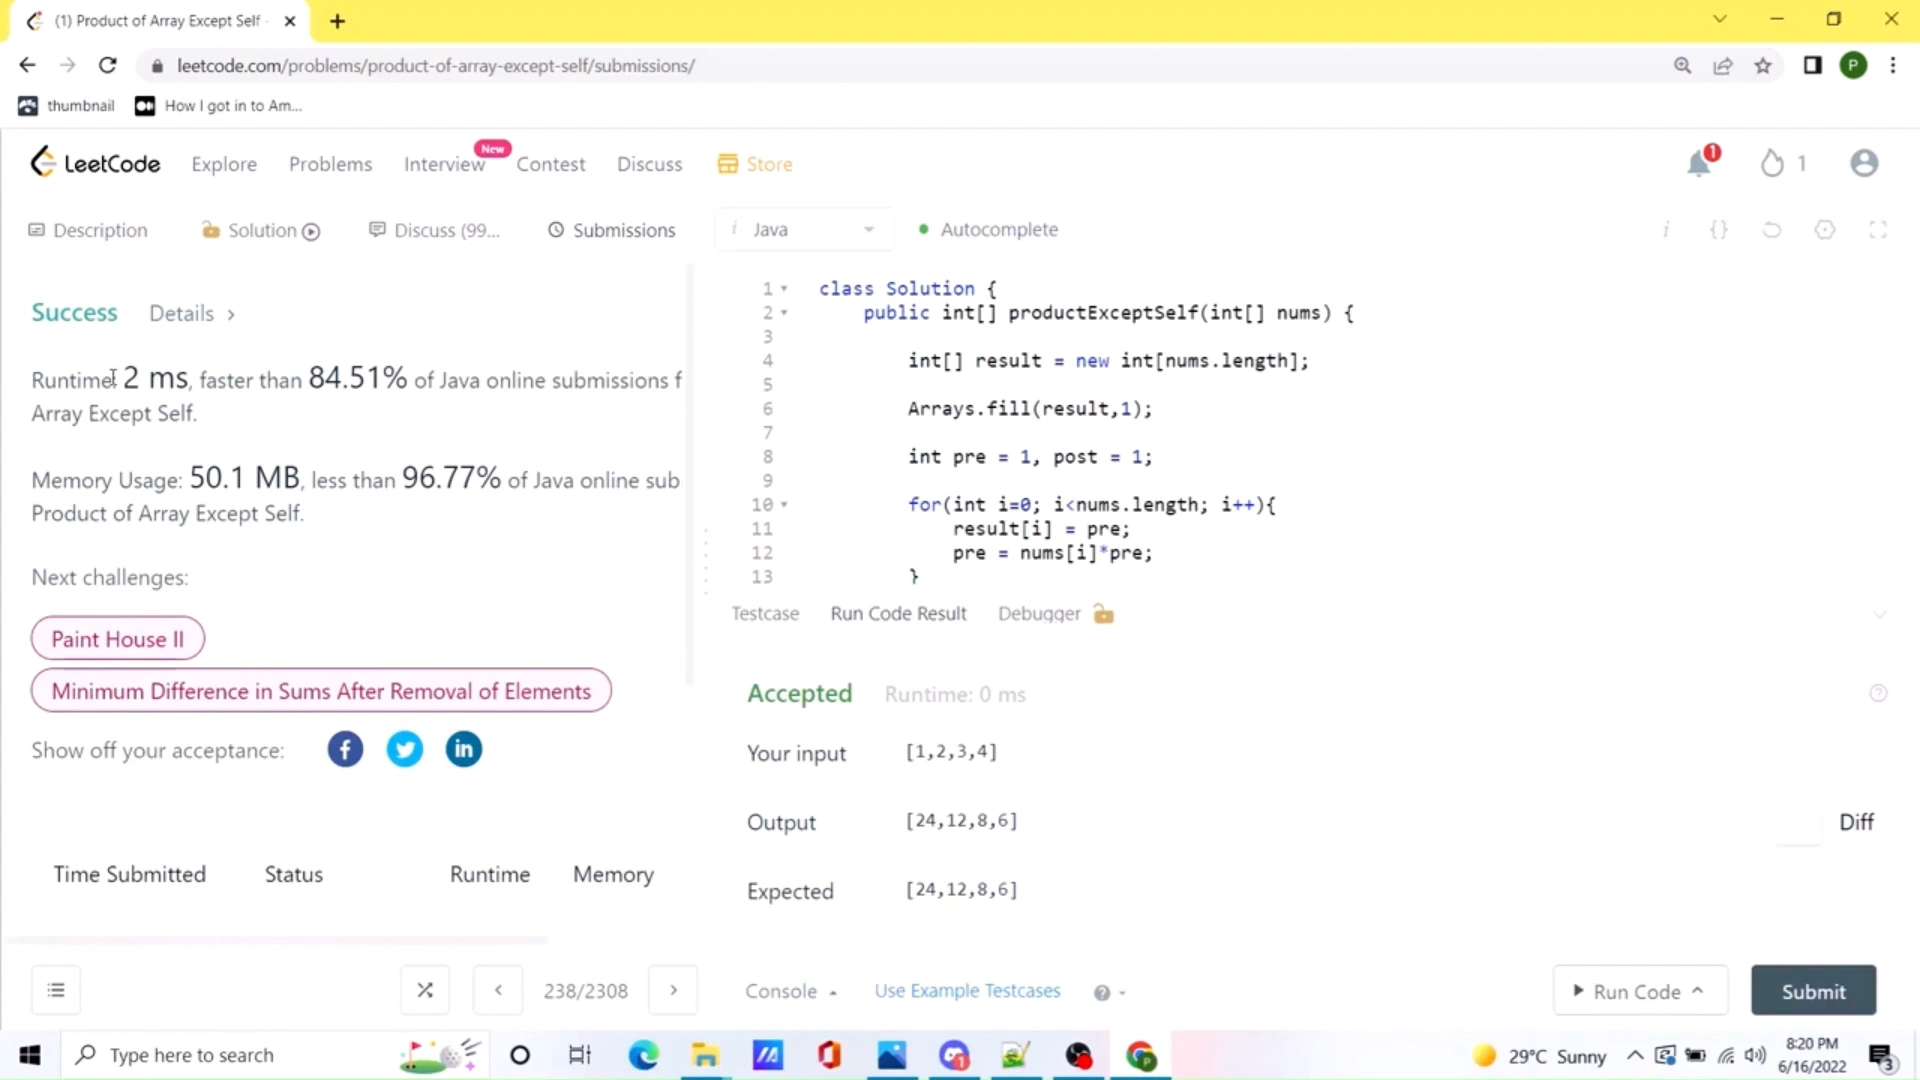 (1) Product of Array Except Self -
leetcode.com/problems/product-of-array-except-self/submissions/
P
thumbnail
How I got in to Am...
LeetCode
Explore
Problems
Interview
New
Contest
Discuss
Store
1
1
Description
Solution
Discuss (99...
Submissions
i Java
Autocomplete
i {}
Success
Details >
Runtime: 2 ms, faster than 84.51% of Java online submissions f
Array Except Self.
Memory Usage: 50.1 MB, less than 96.77% of Java online sub
Product of Array Except Self.
Next challenges:
Paint House II
Minimum Difference in Sums After Removal of Elements
Show off your acceptance:
Time Submitted
Status
Runtime
Memory
238/2308
1 class Solution {
2 public int[] productExceptSelf(int[] nums) {
3
4 int[] result = new int[nums.length];
5
6 Arrays.fill(result,1);
7
8 int pre = 1, post = 1;
9
10 for(int i=0; i<nums.length; i++){
11 result[i] = pre;
12 pre = nums[i]*pre;
13 }
Testcase
Run Code Result
Debugger
Accepted
Runtime: 0 ms
Your input
[1,2,3,4]
Output
[24,12,8,6]
Diff
Expected
[24,12,8,6]
Console
Use Example Testcases
Run Code
Submit
Type here to search
29°C Sunny
8:20 PM
6/16/2022
3